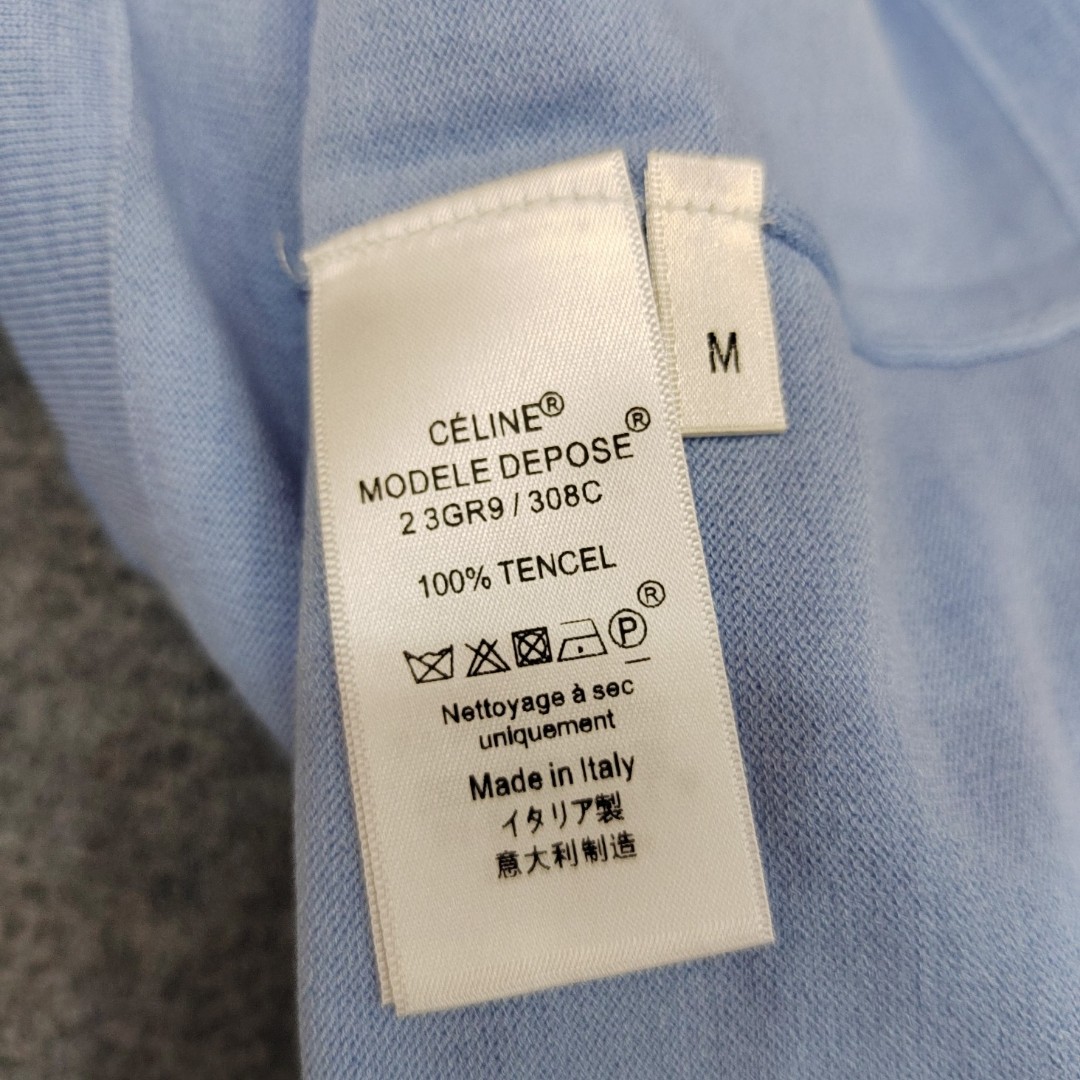 CÉLINE®
MODELE DEPOSE®
2 3GR9 / 308C
100% TENCEL
P®
Nettoyage à sec
uniquement
Made in Italy
イタリア製
意大利制造
M